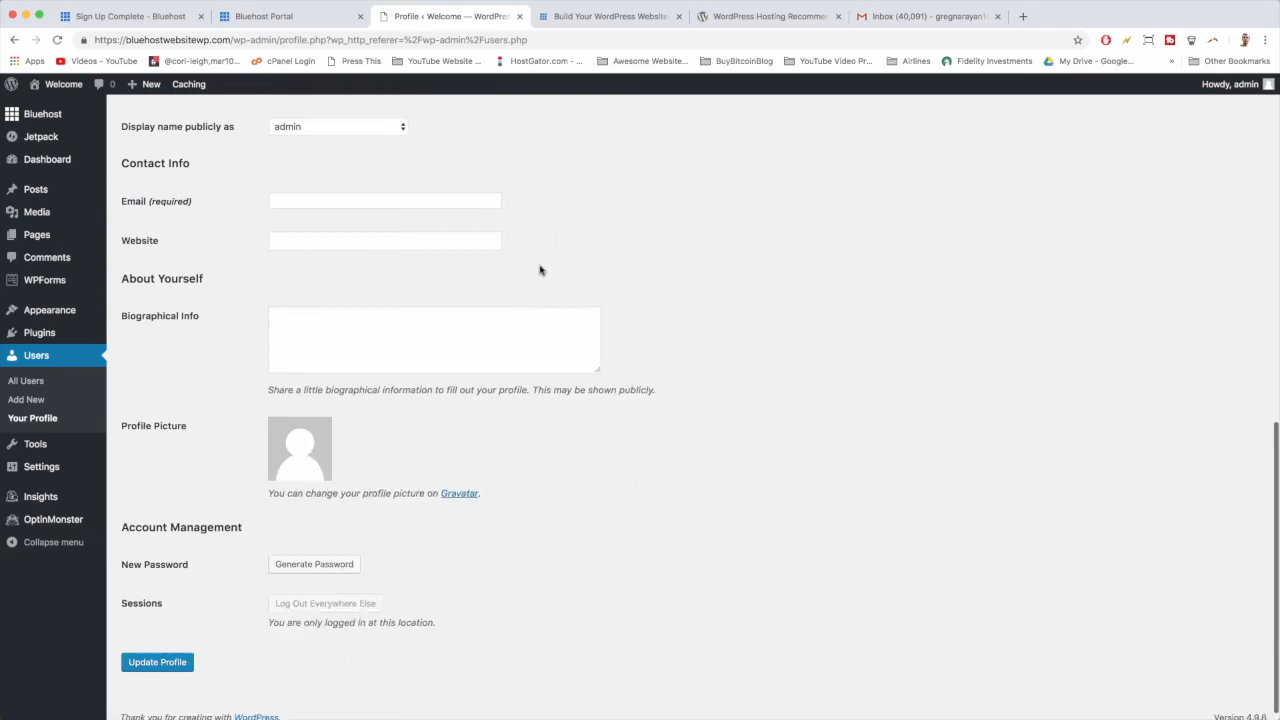 Sign Up Complete - Bluehost × Bluehost Portal × Profile ‹ Welcome — WordPre × Build Your WordPress Website × WordPress Hosting Recommer × Inbox (40,091) - gregnarayan1 × +
https://bluehostwebsitewp.com/wp-admin/profile.php?wp_http_referer=%2Fwp-admin%2Fusers.php
Apps Videos - YouTube @cori-leigh,mar10... cPanel Login Press This YouTube Website ... HostGator.com -... Awesome Website... BuyBitcoinBlog YouTube Video Pr... Airlines Fidelity Investments My Drive - Google... » Other Bookmarks
Welcome 0 + New Caching Howdy, admin
Bluehost
Jetpack
Dashboard
Posts
Media
Pages
Comments
WPForms
Appearance
Plugins
Users
All Users
Add New
Your Profile
Tools
Settings
Insights
OptinMonster
Collapse menu
Display name publicly as admin
Contact Info
Email (required)
Website
About Yourself
Biographical Info
Share a little biographical information to fill out your profile. This may be shown publicly.
Profile Picture
You can change your profile picture on Gravatar.
Account Management
New Password Generate Password
Sessions Log Out Everywhere Else
You are only logged in at this location.
Update Profile
Thank you for creating with WordPress. Version 4.9.8